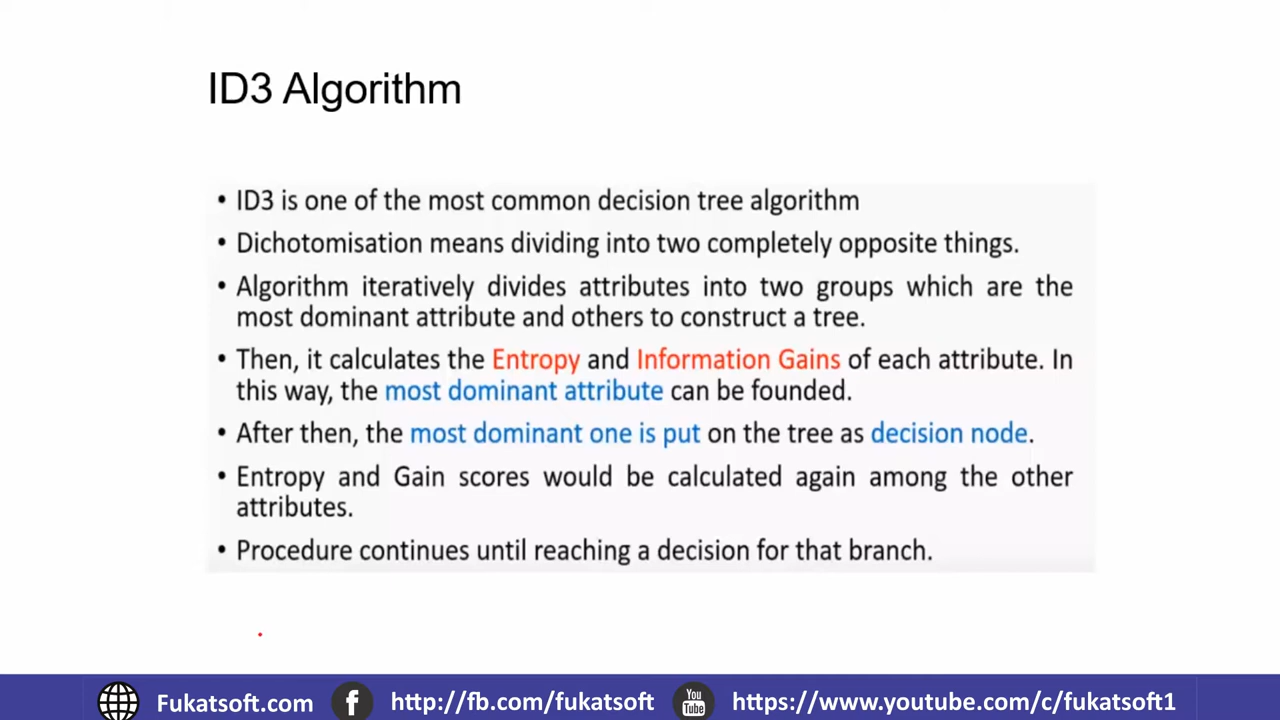 ID3 Algorithm
• ID3 is one of the most common decision tree algorithm
• Dichotomisation means dividing into two completely opposite things.
• Algorithm iteratively divides attributes into two groups which are the
most dominant attribute and others to construct a tree.
• Then, it calculates the Entropy and Information Gains of each attribute. In
this way, the most dominant attribute can be founded.
• After then, the most dominant one is put on the tree as decision node.
• Entropy and Gain scores would be calculated again among the other
attributes.
• Procedure continues until reaching a decision for that branch.
Fukatsoft.com f http://fb.com/fukatsoft You Tube https://www.youtube.com/c/fukatsoft1